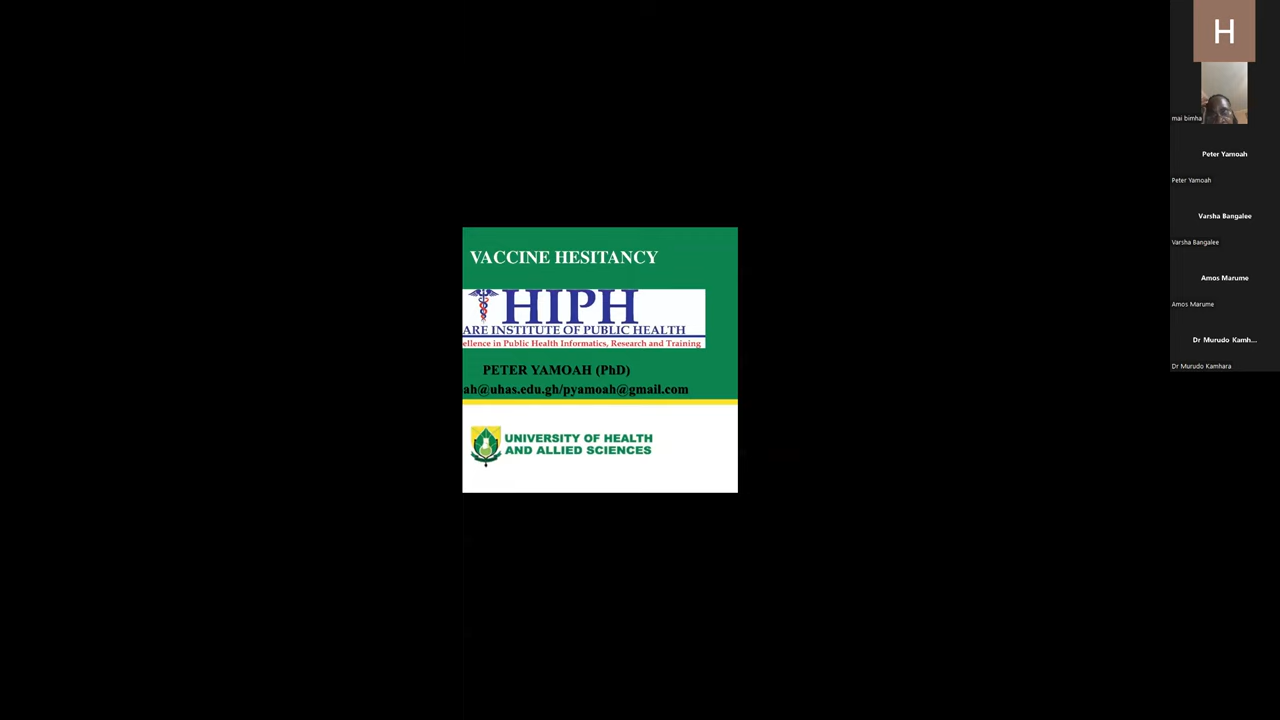 H
mai bimha
Peter Yamoah
Peter Yamoah
Varsha Bangalee
Varsha Bangalee
Amos Marume
Amos Marume
Dr Murudo Kamh...
Dr Murudo Kamhara
VACCINE HESITANCY
HIPH
ARE INSTITUTE OF PUBLIC HEALTH
ellence in Public Health Informatics, Research and Training
PETER YAMOAH (PhD)
ah@uhas.edu.gh/pyamoah@gmail.com
UNIVERSITY OF HEALTH
AND ALLIED SCIENCES